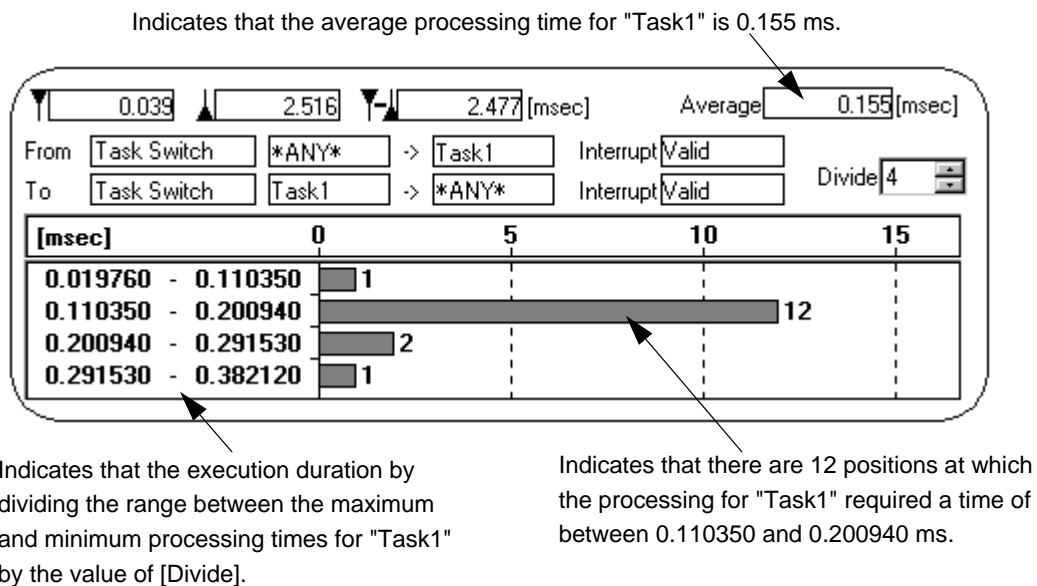 Indicates that the average processing time for "Task1" is 0.155 ms.
0.039 2.516 2.477 [msec] Average 0.155 [msec]
From Task Switch *ANY* -> Task1 Interrupt Valid
To Task Switch Task1 -> *ANY* Interrupt Valid
Divide 4
[msec] 0 5 10 15
0.019760 - 0.110350 1
0.110350 - 0.200940 12
0.200940 - 0.291530 2
0.291530 - 0.382120 1
Indicates that the execution duration by
dividing the range between the maximum
and minimum processing times for "Task1"
by the value of [Divide].
Indicates that there are 12 positions at which
the processing for "Task1" required a time of
between 0.110350 and 0.200940 ms.